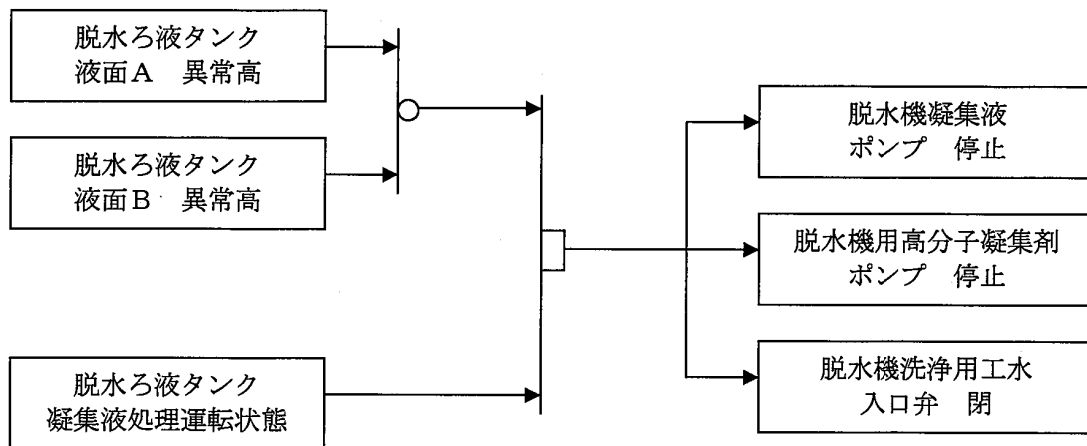 脱水ろ液タンク
液面A 異常高
脱水ろ液タンク
液面B 異常高
脱水ろ液タンク
凝集液処理運転状態
脱水機凝集液
ポンプ 停止
脱水機用高分子凝集剤
ポンプ 停止
脱水機洗浄用工水
入口弁 閉